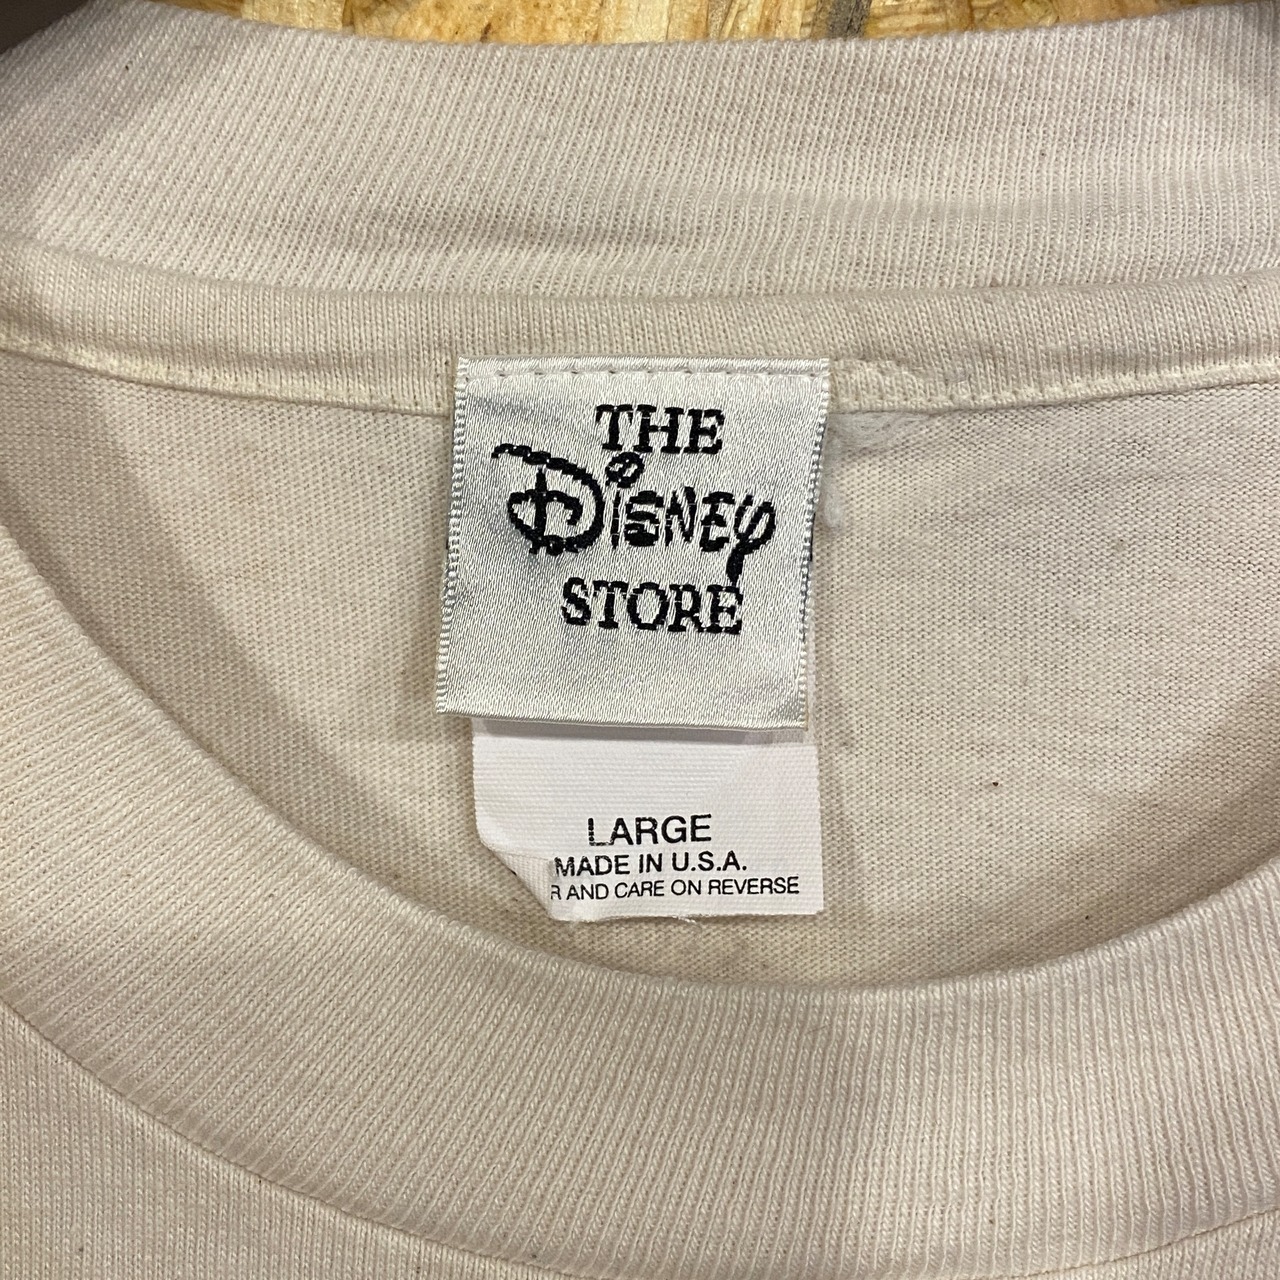 THE
Disney
STORE
LARGE
MADE IN U.S.A.
R AND CARE ON REVERSE